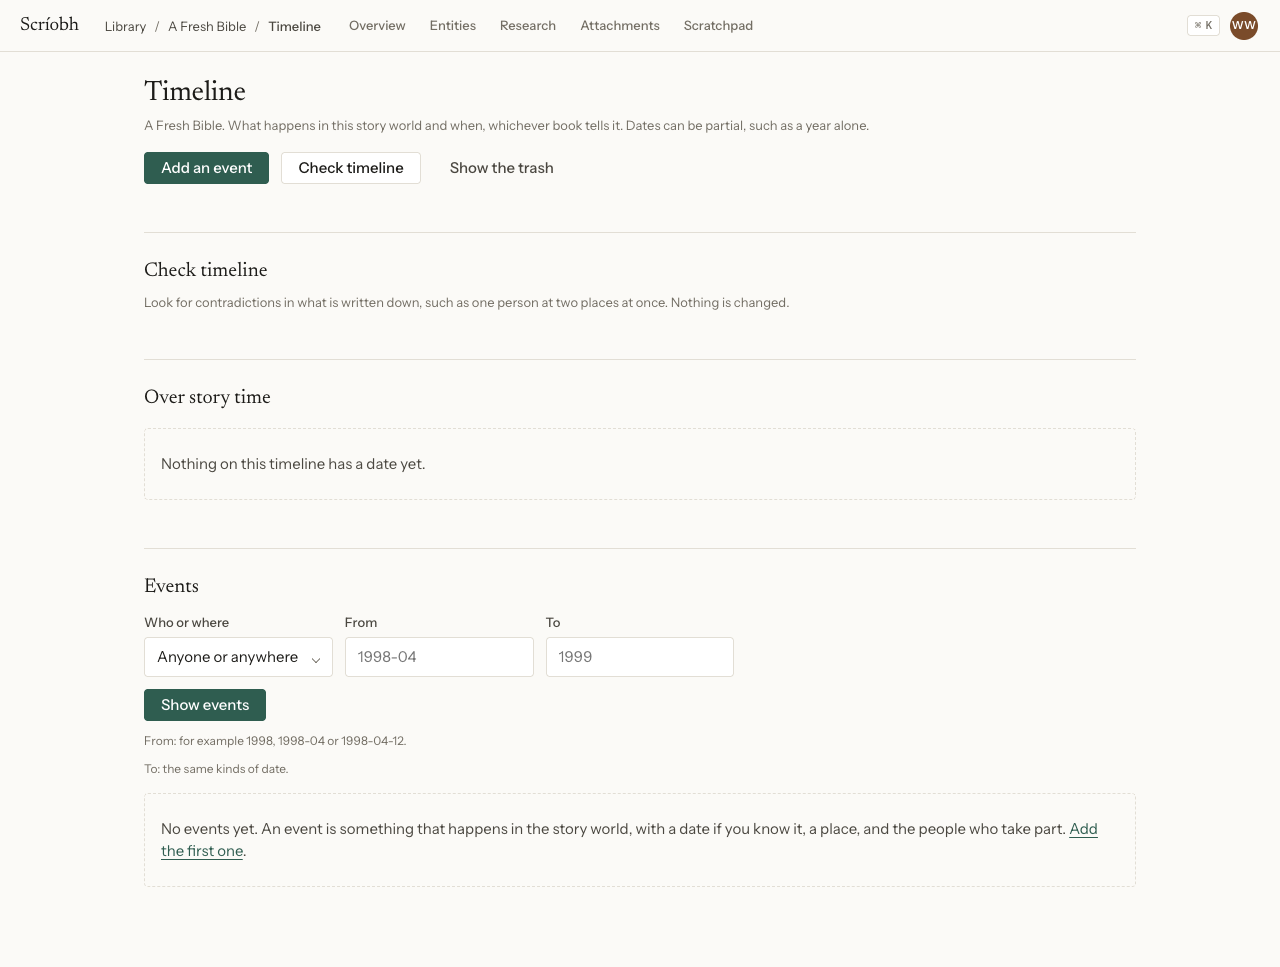 Scríobh
Library / A Fresh Bible / Timeline
Overview
Entities
Research
Attachments
Scratchpad
⌘ K
WW
Timeline
A Fresh Bible. What happens in this story world and when, whichever book tells it. Dates can be partial, such as a year alone.
Add an event
Check timeline
Show the trash
Check timeline
Look for contradictions in what is written down, such as one person at two places at once. Nothing is changed.
Over story time
Nothing on this timeline has a date yet.
Events
Who or where
From
To
Anyone or anywhere
1998-04
1999
Show events
From: for example 1998, 1998-04 or 1998-04-12.
To: the same kinds of date.
No events yet. An event is something that happens in the story world, with a date if you know it, a place, and the people who take part. Add
the first one.